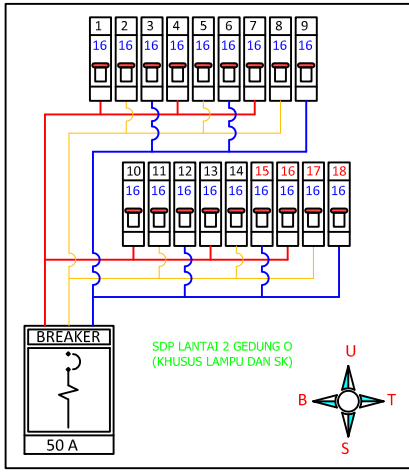 1 2 3 4 5 6 7 8 9
16 16 16 16 16 16 16 16 16
10 11 12 13 14 15 16 17 18
16 16 16 16 16 16 16 16 16
BREAKER
50 A
SDP LANTAI 2 GEDUNG O
(KHUSUS LAMPU DAN SK)
U
B T
S